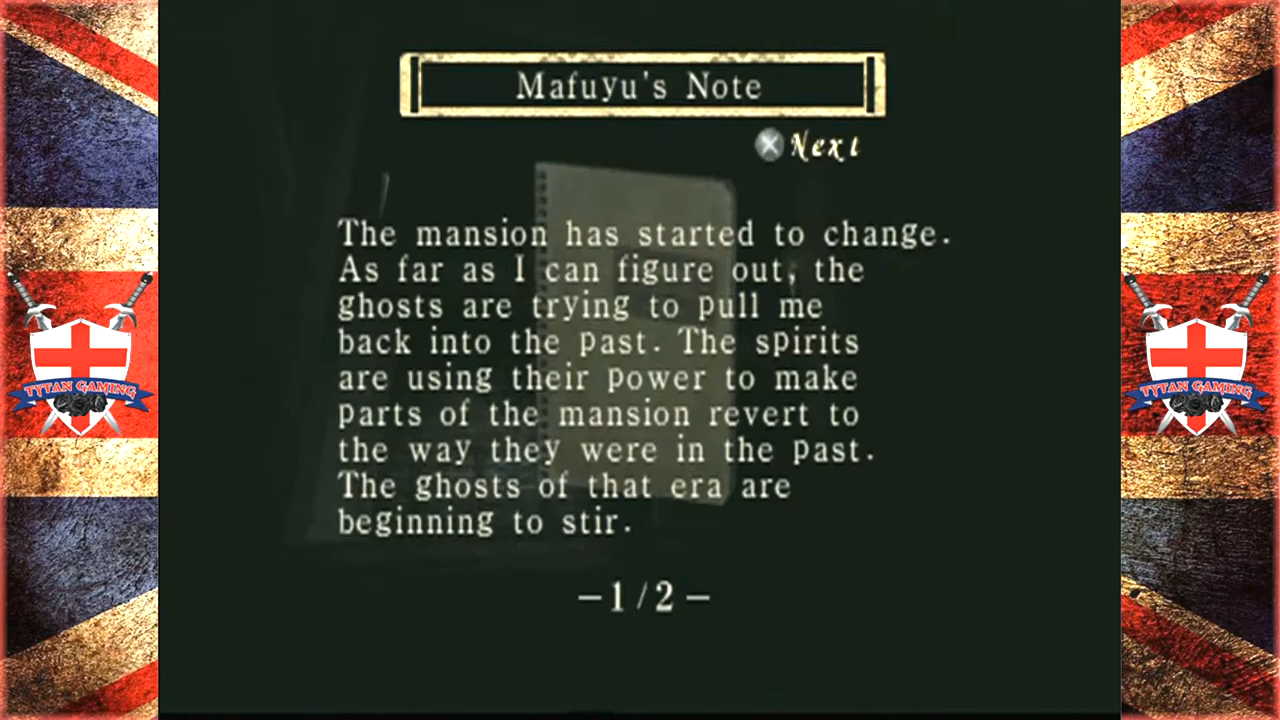 Mafuyu's Note
Next
The mansion has started to change.
As far as I can figure out, the
ghosts are trying to pull me
back into the past. The spirits
are using their power to make
parts of the mansion revert to
the way they were in the past.
The ghosts of that era are
beginning to stir.
-1/2-
TYTAN GAMING
TYTAN GAMING